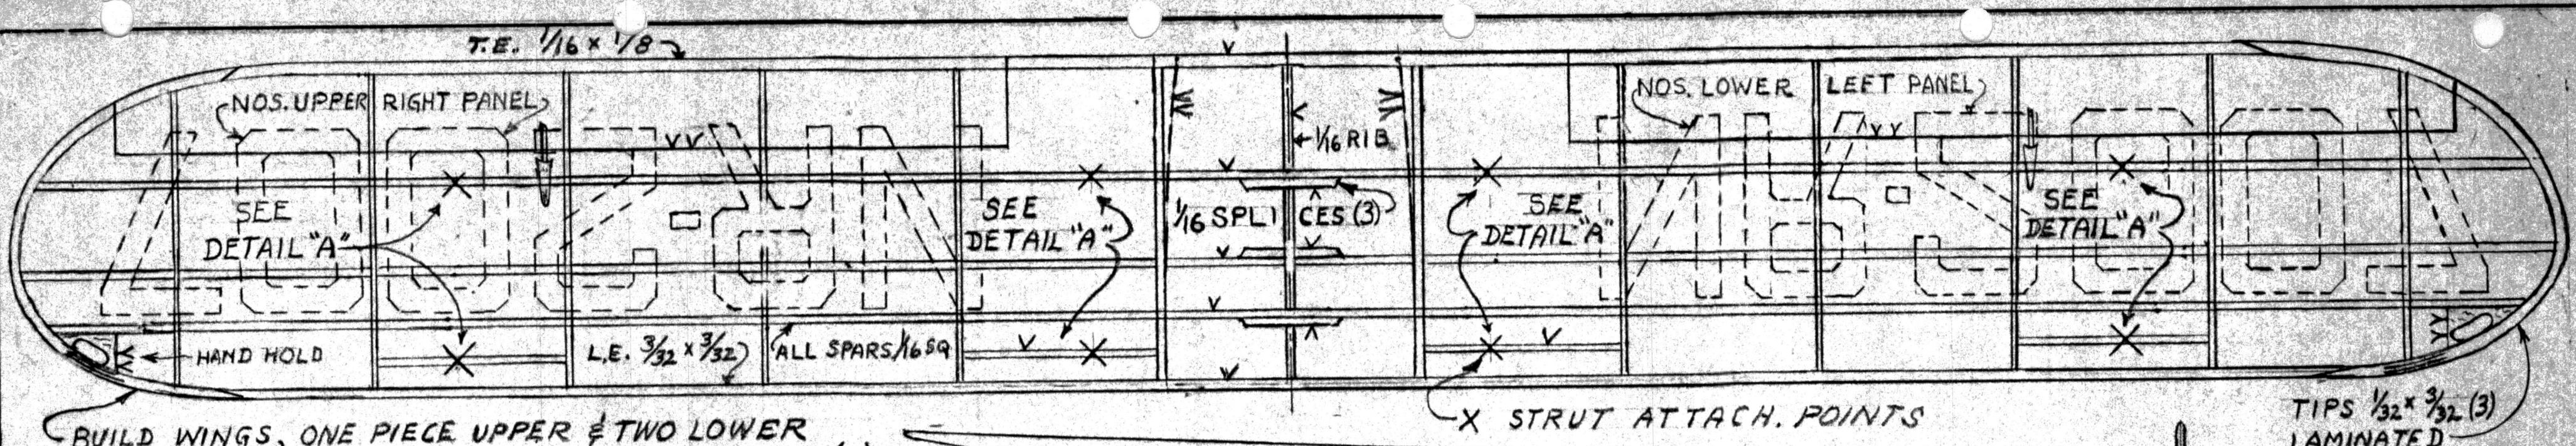 T.E. 1/16 × 1/8
NOS. UPPER RIGHT PANEL
NOS. LOWER LEFT PANEL
1/16 RIB
SEE
DETAIL "A"
SEE
DETAIL "A"
1/16 SPLICES (3)
SEE
DETAIL "A"
SEE
DETAIL "A"
HAND HOLD
L.E. 3/32 × 3/32
ALL SPARS 1/16 SQ
X STRUT ATTACH. POINTS
TIPS 1/32 × 3/32 (3)
LAMINATED
BUILD WINGS, ONE PIECE UPPER & TWO LOWER